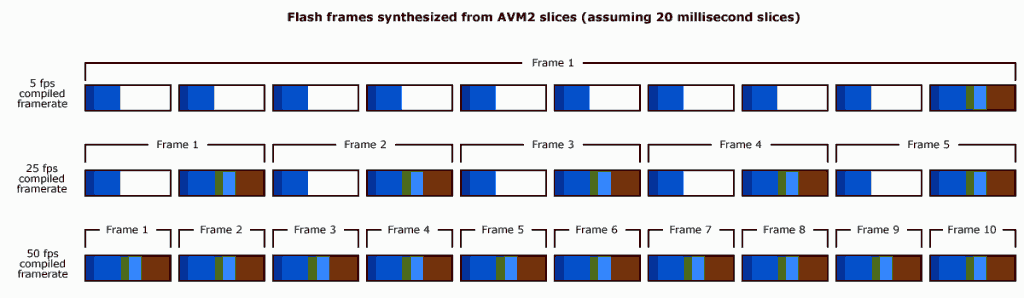 Flash frames synthesized from AVM2 slices (assuming 20 millisecond slices)
Frame 1
5 fps
compiled
framerate
Frame 1 Frame 2 Frame 3 Frame 4 Frame 5
25 fps
compiled
framerate
Frame 1 Frame 2 Frame 3 Frame 4 Frame 5 Frame 6 Frame 7 Frame 8 Frame 9 Frame 10
50 fps
compiled
framerate